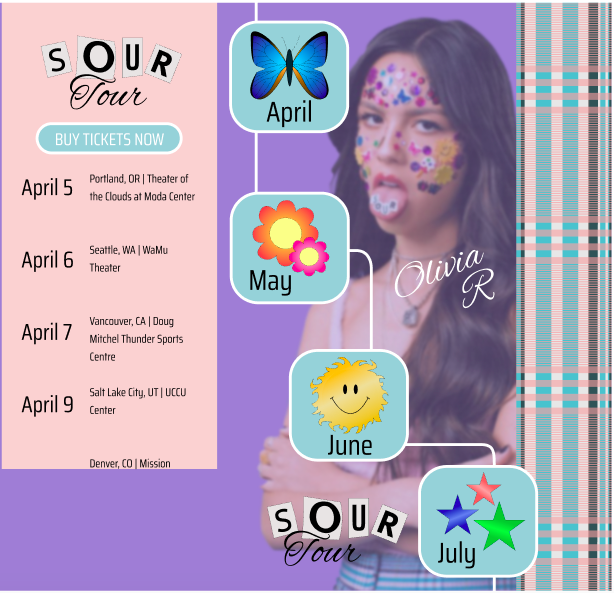 SOUR
Tour
BUY TICKETS NOW
April 5
Portland, OR | Theater of
the Clouds at Moda Center
April 6
Seattle, WA | WaMu
Theater
April 7
Vancouver, CA | Doug
Mitchel Thunder Sports
Centre
April 9
Salt Lake City, UT | UCCU
Center
Denver, CO | Mission
April
May
Olivia
R
June
SOUR
Tour
July